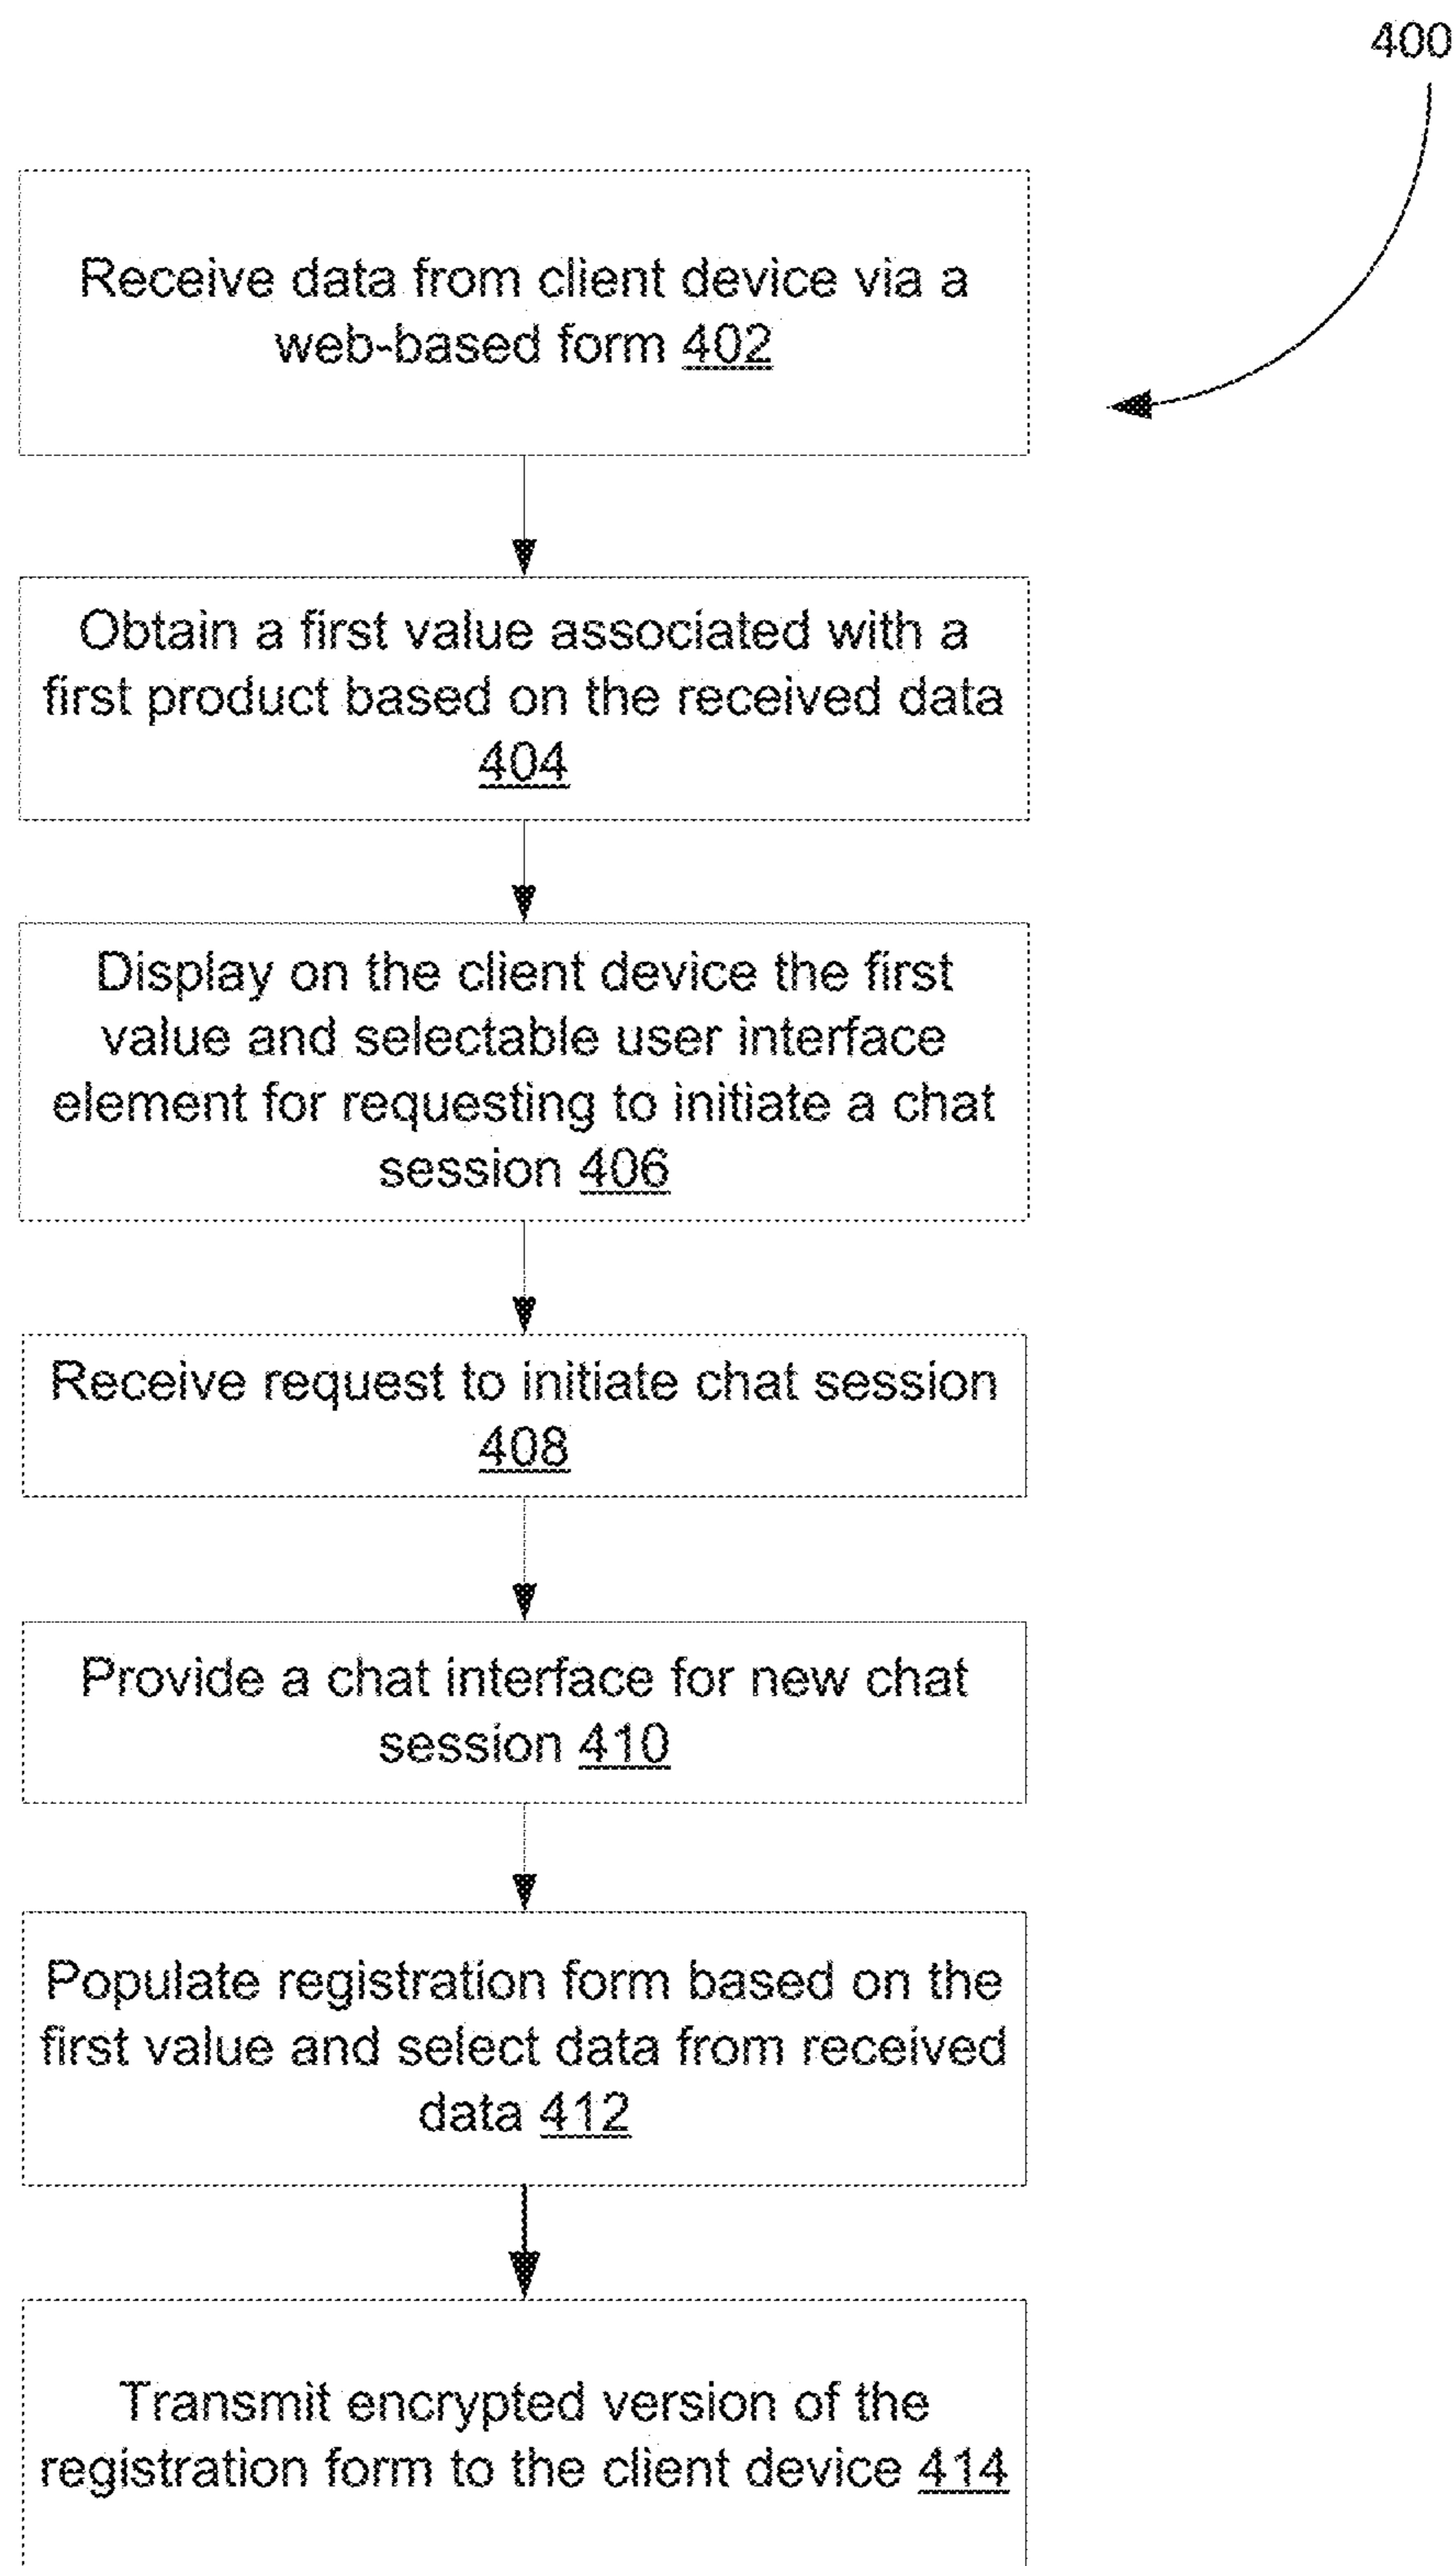 400
Receive data from client device via a
web-based form 402
Obtain a first value associated with a
first product based on the received data
404
Display on the client device the first
value and selectable user interface
element for requesting to initiate a chat
session 406
Receive request to initiate chat session
408
Provide a chat interface for new chat
session 410
Populate registration form based on the
first value and select data from received
data 412
Transmit encrypted version of the
registration form to the client device 414